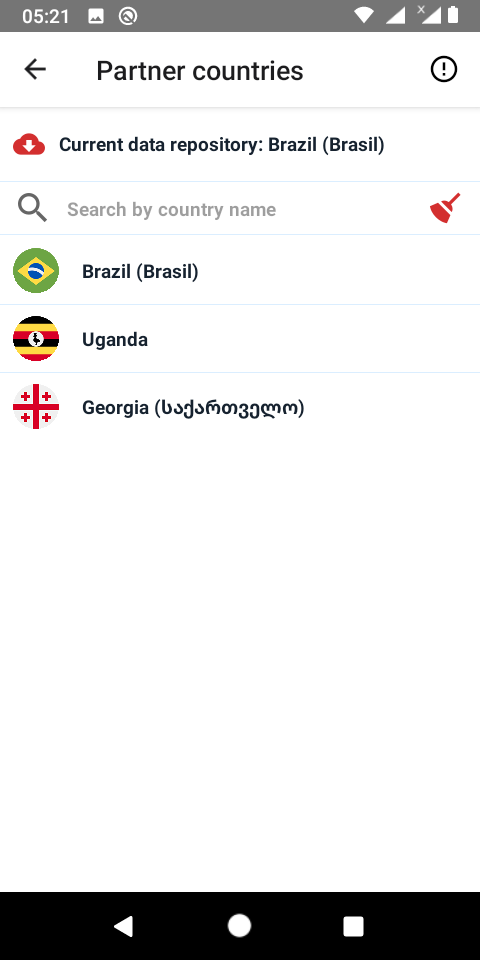 05:21
Partner countries
Current data repository: Brazil (Brasil)
Search by country name
Brazil (Brasil)
Uganda
Georgia (საქართველო)